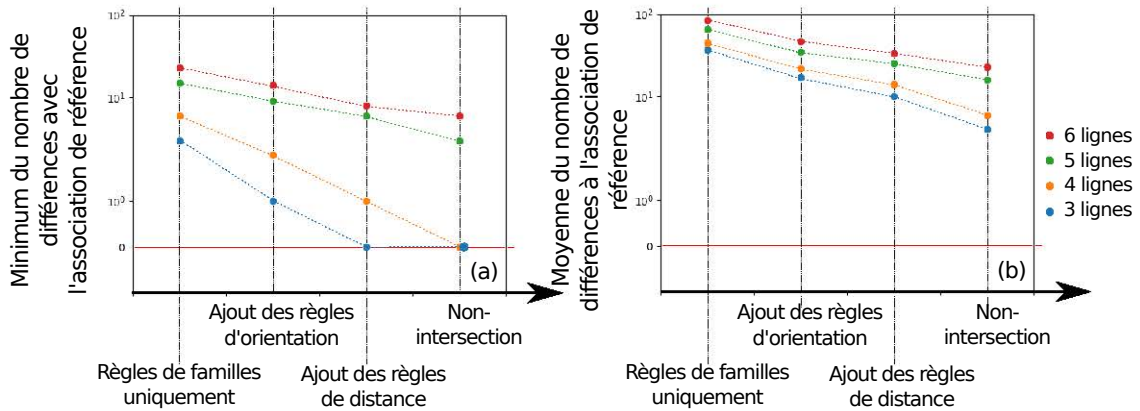 Minimum du nombre de
différences avec
l'association de référence
10²
10¹
10⁰
0
(a)
Ajout des règles
d'orientation
Non-
intersection
Règles de familles
uniquement
Ajout des règles
de distance
Moyenne du nombre de
différences à l'association de
référence
10²
10¹
10⁰
0
(b)
Ajout des règles
d'orientation
Non-
intersection
Règles de familles
uniquement
Ajout des règles
de distance
6 lignes
5 lignes
4 lignes
3 lignes